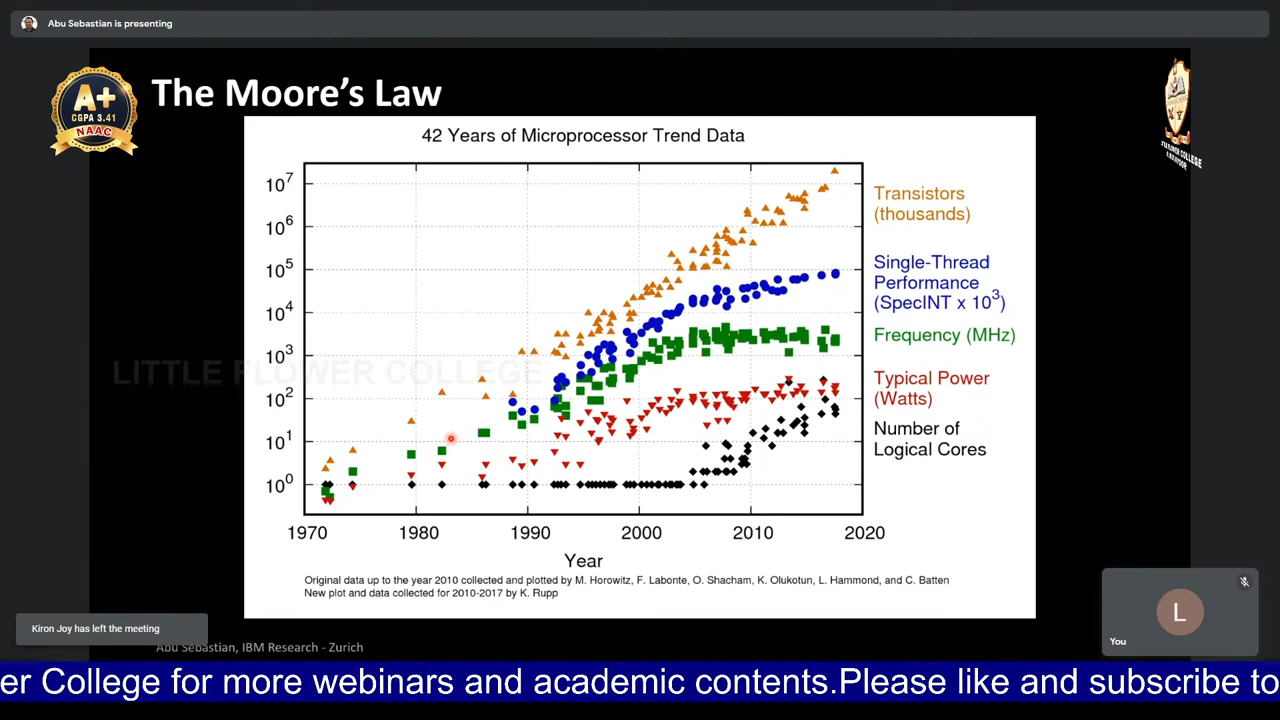 Abu Sebastian is presenting
A+
CGPA 3.41
NAAC
The Moore's Law
42 Years of Microprocessor Trend Data
10^7
10^6
10^5
10^4
10^3
10^2
10^1
10^0
Transistors
(thousands)
Single-Thread
Performance
(SpecINT x 10^3)
Frequency (MHz)
Typical Power
(Watts)
Number of
Logical Cores
LITTLE FLOWER COLLEGE
1970 1980 1990 2000 2010 2020
Year
Original data up to the year 2010 collected and plotted by M. Horowitz, F. Labonte, O. Shacham, K. Olukotun, L. Hammond, and C. Batten
New plot and data collected for 2010-2017 by K. Rupp
L
You
Kiron Joy has left the meeting
Abu Sebastian, IBM Research - Zurich
er College for more webinars and academic contents.Please like and subscribe to